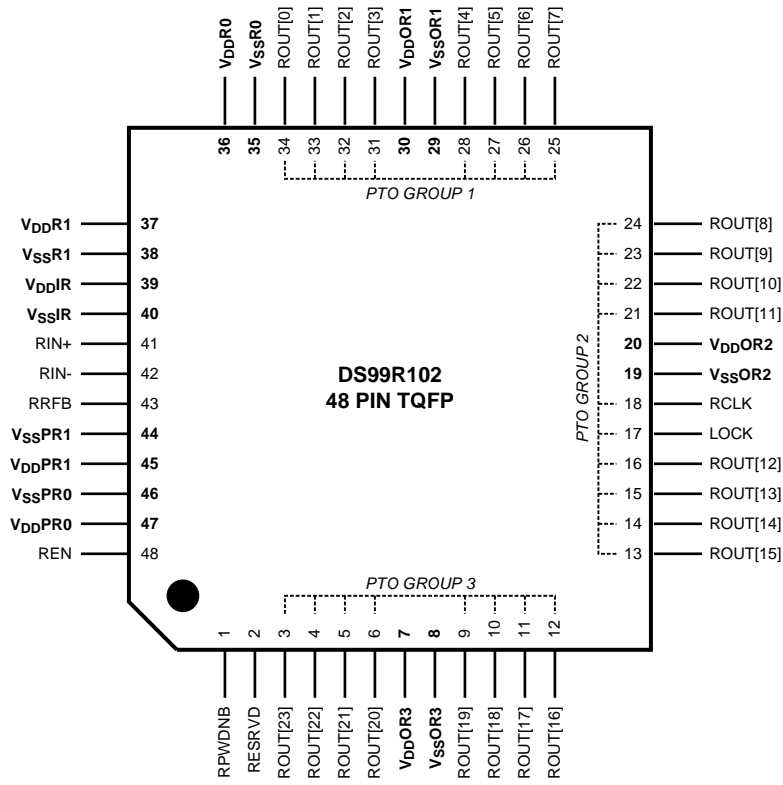 VDDR0
VSSR0
ROUT[0]
ROUT[1]
ROUT[2]
ROUT[3]
VDDOR1
VSSOR1
ROUT[4]
ROUT[5]
ROUT[6]
ROUT[7]
36
35
34
33
32
31
30
29
28
27
26
25
PTO GROUP 1
VDDR1 37
VSSR1 38
VDDIR 39
VSSIR 40
RIN+ 41
RIN- 42
RRFB 43
VSSPR1 44
VDDPR1 45
VSSPR0 46
VDDPR0 47
REN 48
DS99R102
48 PIN TQFP
PTO GROUP 2
24 ROUT[8]
23 ROUT[9]
22 ROUT[10]
21 ROUT[11]
20 VDDOR2
19 VSSOR2
18 RCLK
17 LOCK
16 ROUT[12]
15 ROUT[13]
14 ROUT[14]
13 ROUT[15]
PTO GROUP 3
1
2
3
4
5
6
7
8
9
10
11
12
RPWDNB
RESRVD
ROUT[23]
ROUT[22]
ROUT[21]
ROUT[20]
VDDOR3
VSSOR3
ROUT[19]
ROUT[18]
ROUT[17]
ROUT[16]